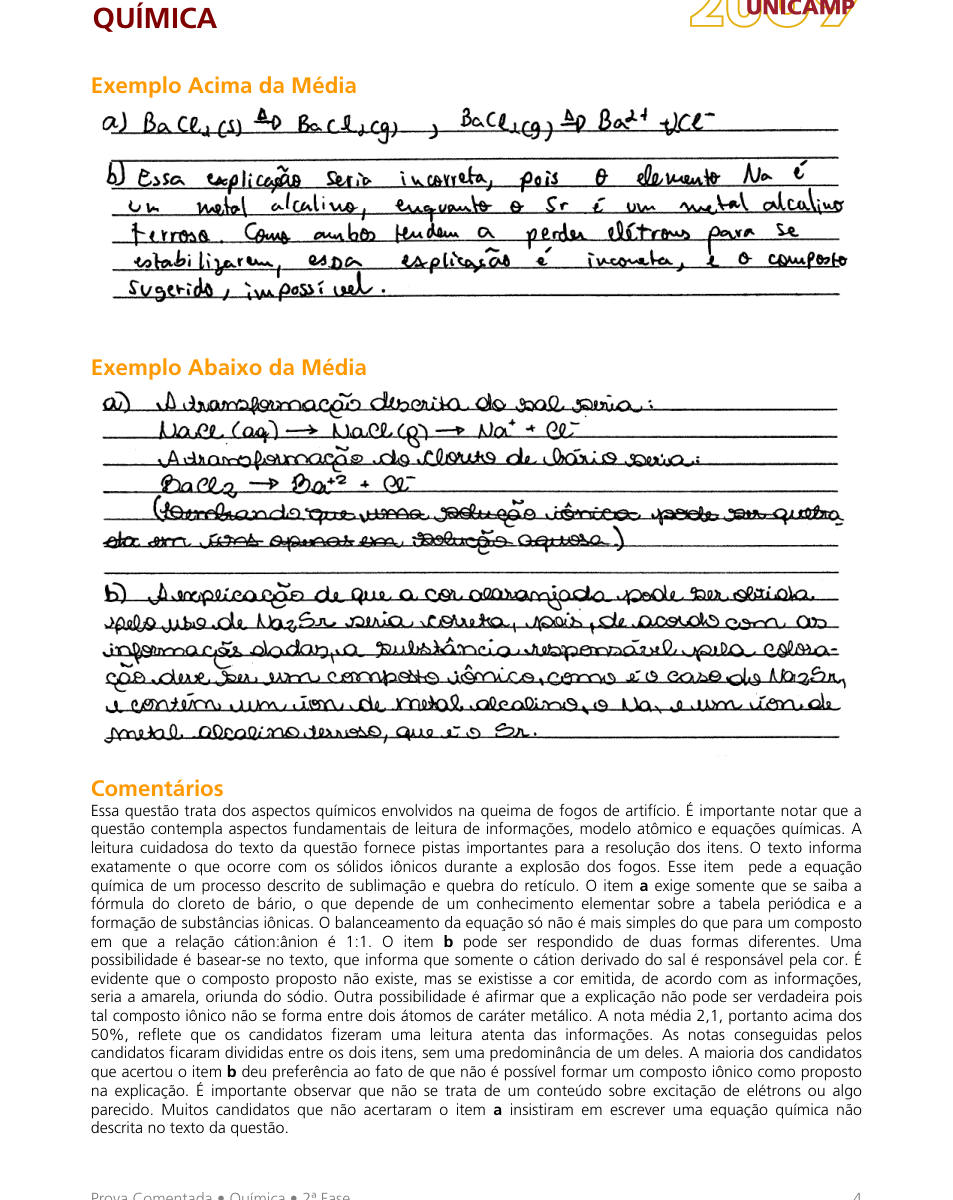 QUÍMICA
2009
UNICAMP
Exemplo Acima da Média
a) BaCl2(s) Δ→ BaCl2(g) , BaCl2(g) Δ→ Ba2+ + 2Cl-
b) Essa explicação seria incorreta, pois o elemento Na é
um metal alcalino, enquanto o Sr é um metal alcalino
terroso. Como ambos tendem a perder elétrons para se
estabilizarem, essa explicação é incorreta, e o composto
sugerido, impossível.
Exemplo Abaixo da Média
a) A transformação descrita do sal seria:
NaCl (aq) → NaCl (g) → Na+ + Cl-
A transformação do cloreto de bário seria:
BaCl2 → Ba+2 + Cl-
(Lembrando que uma solução iônica pode ser quebra
da em íons apenas em solução aquosa.)
b) A explicação de que a cor alaranjada pode ser obtida
pelo uso de Na2Sr seria correta, pois, de acordo com as
informações dadas, a substância responsável pela colora-
ção deve ser um composto iônico, como é o caso do Na2Sr,
e contém um íon de metal alcalino, o Na, e um íon de
metal alcalino terroso, que é o Sr.
Comentários
Essa questão trata dos aspectos químicos envolvidos na queima de fogos de artifício. É importante notar que a
questão contempla aspectos fundamentais de leitura de informações, modelo atômico e equações químicas. A
leitura cuidadosa do texto da questão fornece pistas importantes para a resolução dos itens. O texto informa
exatamente o que ocorre com os sólidos iônicos durante a explosão dos fogos. Esse item pede a equação
química de um processo descrito de sublimação e quebra do retículo. O item a exige somente que se saiba a
fórmula do cloreto de bário, o que depende de um conhecimento elementar sobre a tabela periódica e a
formação de substâncias iônicas. O balanceamento da equação só não é mais simples do que para um composto
em que a relação cátion:ânion é 1:1. O item b pode ser respondido de duas formas diferentes. Uma
possibilidade é basear-se no texto, que informa que somente o cátion derivado do sal é responsável pela cor. É
evidente que o composto proposto não existe, mas se existisse a cor emitida, de acordo com as informações,
seria a amarela, oriunda do sódio. Outra possibilidade é afirmar que a explicação não pode ser verdadeira pois
tal composto iônico não se forma entre dois átomos de caráter metálico. A nota média 2,1, portanto acima dos
50%, reflete que os candidatos fizeram uma leitura atenta das informações. As notas conseguidas pelos
candidatos ficaram divididas entre os dois itens, sem uma predominância de um deles. A maioria dos candidatos
que acertou o item b deu preferência ao fato de que não é possível formar um composto iônico como proposto
na explicação. É importante observar que não se trata de um conteúdo sobre excitação de elétrons ou algo
parecido. Muitos candidatos que não acertaram o item a insistiram em escrever uma equação química não
descrita no texto da questão.
Prova Comentada • Química • 2ª Fase 4